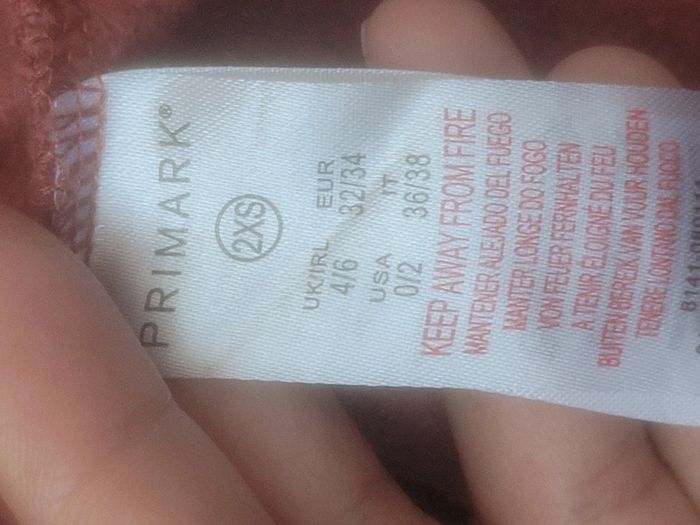 PRIMARK®
2XS
UK/IRL EUR
4/6 32/34
USA IT
0/2 36/38
KEEP AWAY FROM FIRE
MANTENER ALEJADO DEL FUEGO
MANTER LONGE DO FOGO
VON FEUER FERNHALTEN
A TENIR ÉLOIGNÉ DU FEU
BUITEN BEREIK VAN VUUR HOUDEN
TENERE LONTANO DAL FUOCO